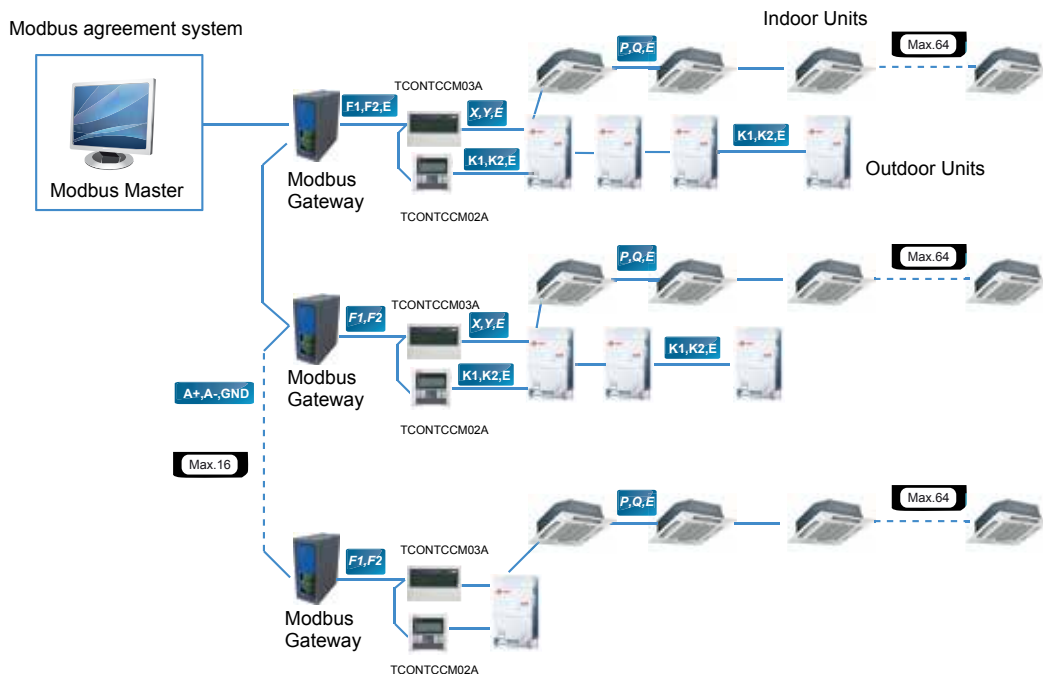 Modbus agreement system
Modbus Master
Indoor Units
Max.64
P,Q,E
TCONTCCM03A
F1,F2,E
X,Y,E
K1,K2,E
K1,K2,E
Outdoor Units
Modbus
Gateway
TCONTCCM02A
Max.64
P,Q,E
TCONTCCM03A
F1,F2
X,Y,E
K1,K2,E
K1,K2,E
Modbus
Gateway
A+,A-,GND
TCONTCCM02A
Max.16
Max.64
P,Q,E
TCONTCCM03A
F1,F2
Modbus
Gateway
TCONTCCM02A